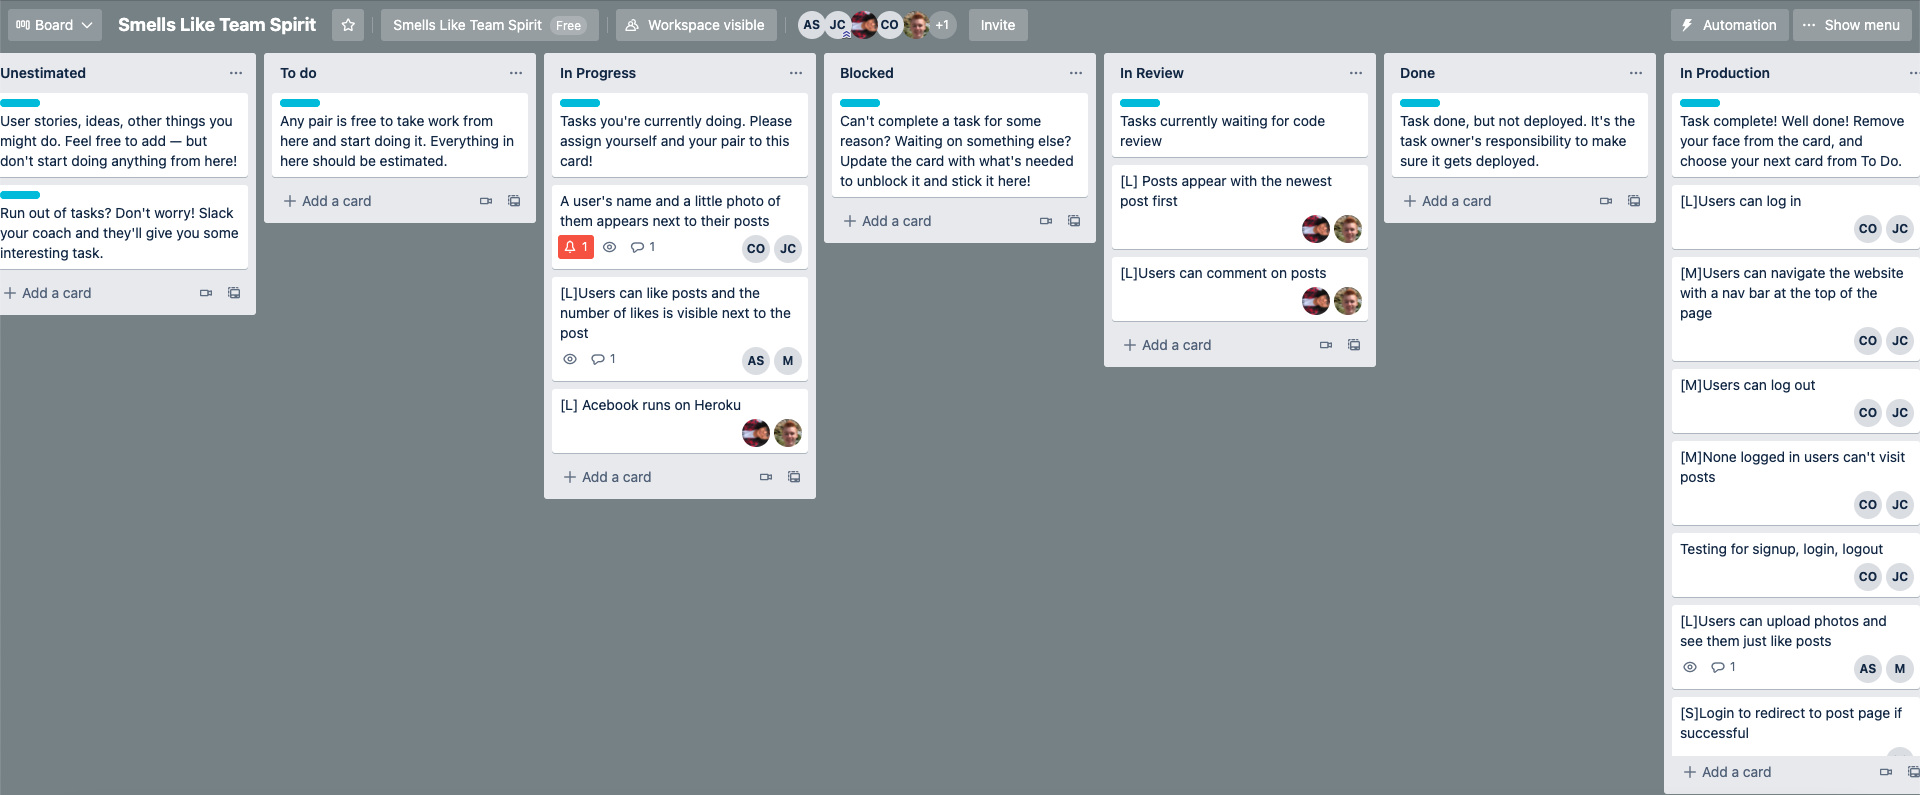 Board
Smells Like Team Spirit
Smells Like Team Spirit Free
Workspace visible
AS JC CO +1
Invite
Automation
Show menu
Unestimated
User stories, ideas, other things you
might do. Feel free to add — but
don't start doing anything from here!
Run out of tasks? Don't worry! Slack
your coach and they'll give you some
interesting task.
Add a card
To do
Any pair is free to take work from
here and start doing it. Everything in
here should be estimated.
Add a card
In Progress
Tasks you're currently doing. Please
assign yourself and your pair to this
card!
A user's name and a little photo of
them appears next to their posts
1 1 CO JC
[L]Users can like posts and the
number of likes is visible next to the
post
1 AS M
[L] Acebook runs on Heroku
Add a card
Blocked
Can't complete a task for some
reason? Waiting on something else?
Update the card with what's needed
to unblock it and stick it here!
Add a card
In Review
Tasks currently waiting for code
review
[L] Posts appear with the newest
post first
[L]Users can comment on posts
Add a card
Done
Task done, but not deployed. It's the
task owner's responsibility to make
sure it gets deployed.
Add a card
In Production
Task complete! Well done! Remove
your face from the card, and
choose your next card from To Do.
[L]Users can log in
CO JC
[M]Users can navigate the website
with a nav bar at the top of the
page
CO JC
[M]Users can log out
CO JC
[M]None logged in users can't visit
posts
CO JC
Testing for signup, login, logout
CO JC
[L]Users can upload photos and
see them just like posts
1 AS M
[S]Login to redirect to post page if
successful
Add a card